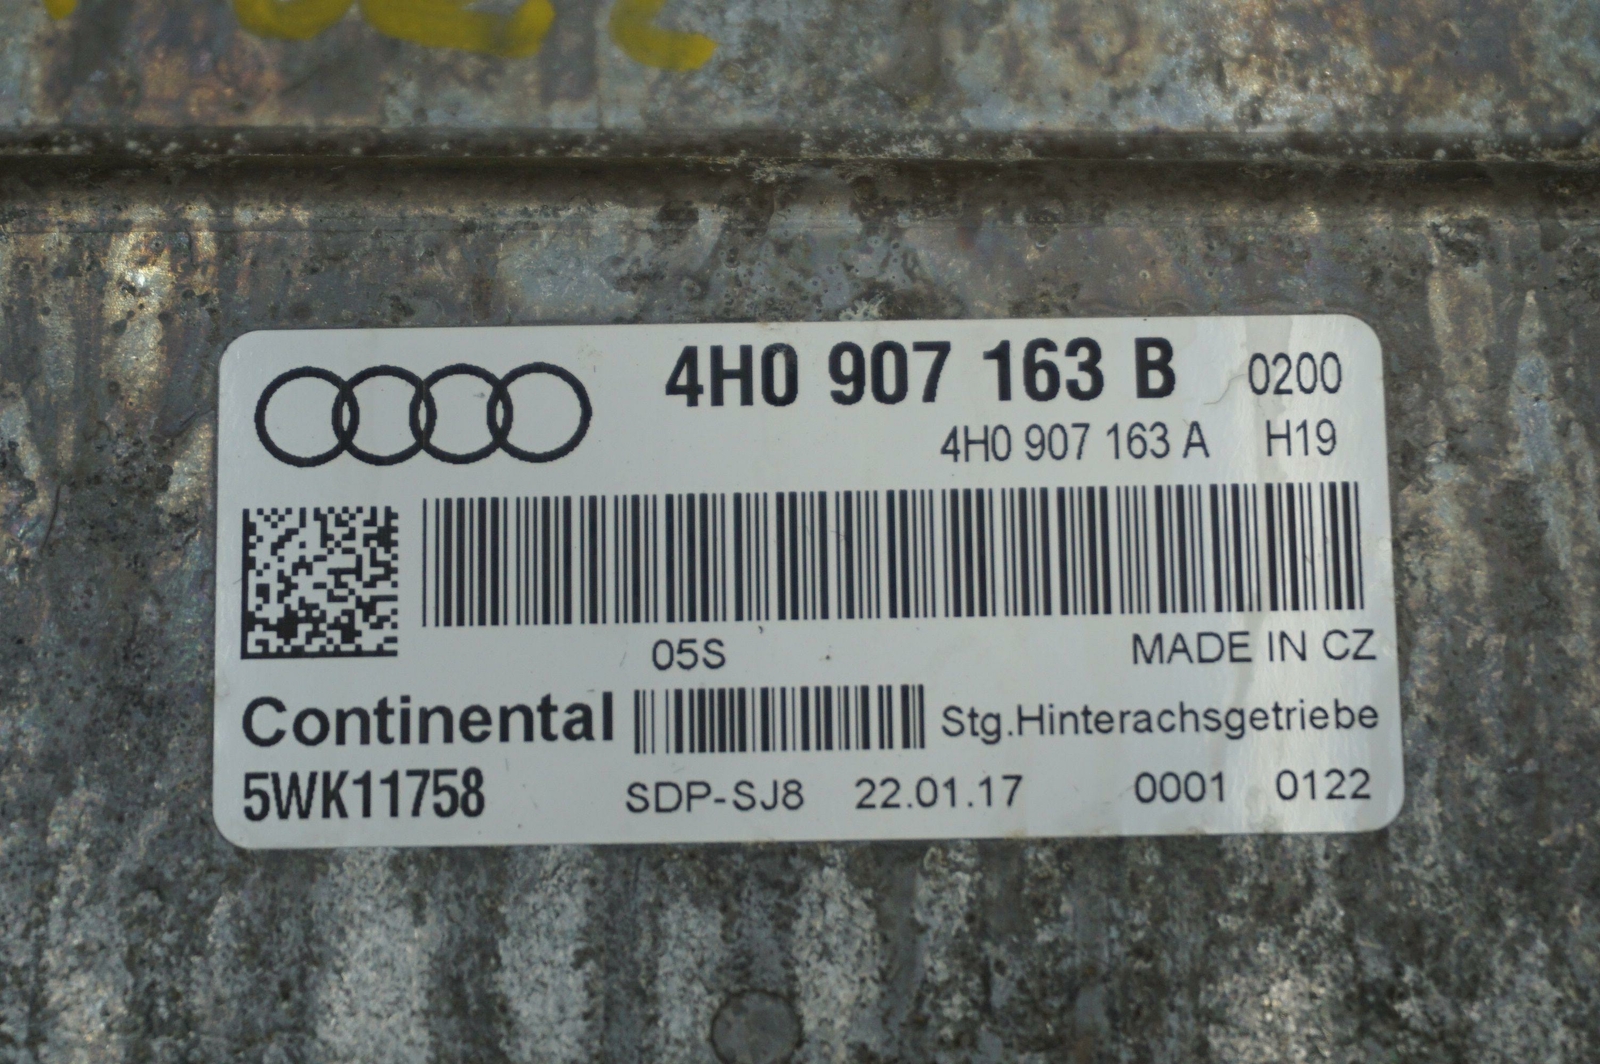 4H0 907 163 B 0200
4H0 907 163 A H19
05S MADE IN CZ
Continental Stg.Hinterachsgetriebe
5WK11758 SDP-SJ8 22.01.17 0001 0122